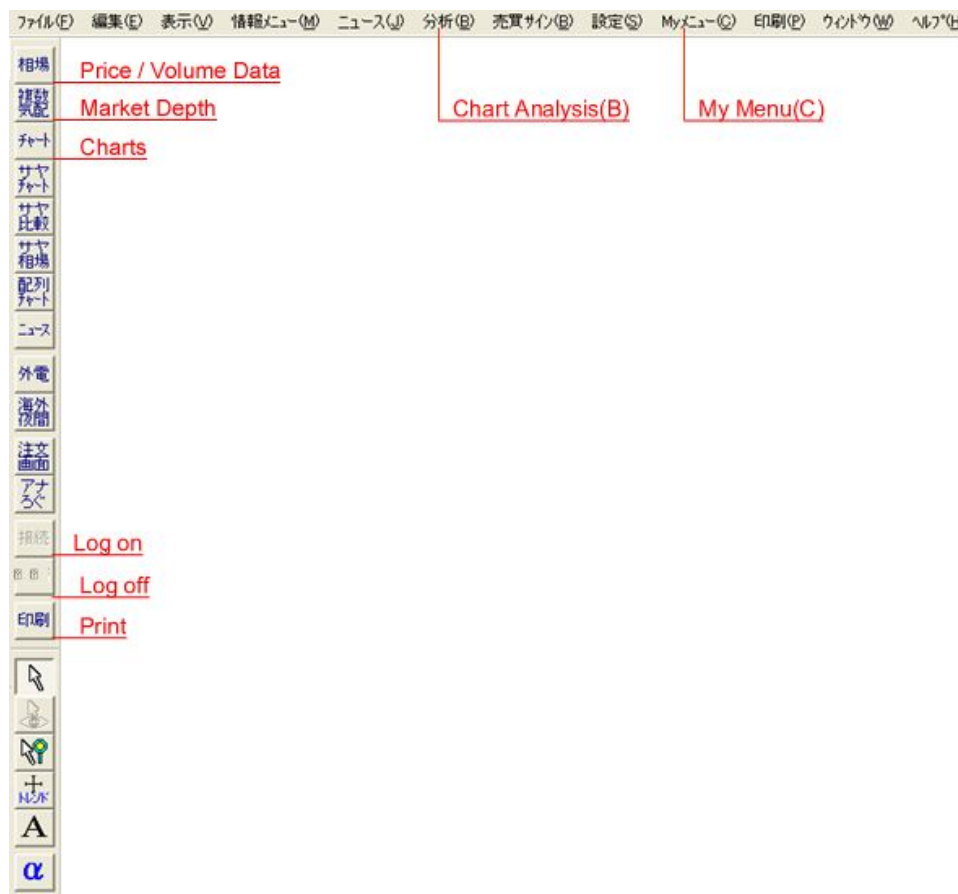 ファイル(F) 編集(E) 表示(V) 情報メニュー(M) ニュース(J) 分析(B) 売買サイン(B) 設定(S) Myメニュー(C) 印刷(P) ウィンドウ(W) ヘルプ(H
相場
Price / Volume Data
複数
気配
Market Depth
Chart Analysis(B)
My Menu(C)
チャート
Charts
サヤ
チャート
サヤ
比較
サヤ
相場
配列
チャート
ニュース
外電
海外
夜間
注文
画面
アナ
ろぐ
接続
Log on
Log off
印刷
Print
トレンド
A
α